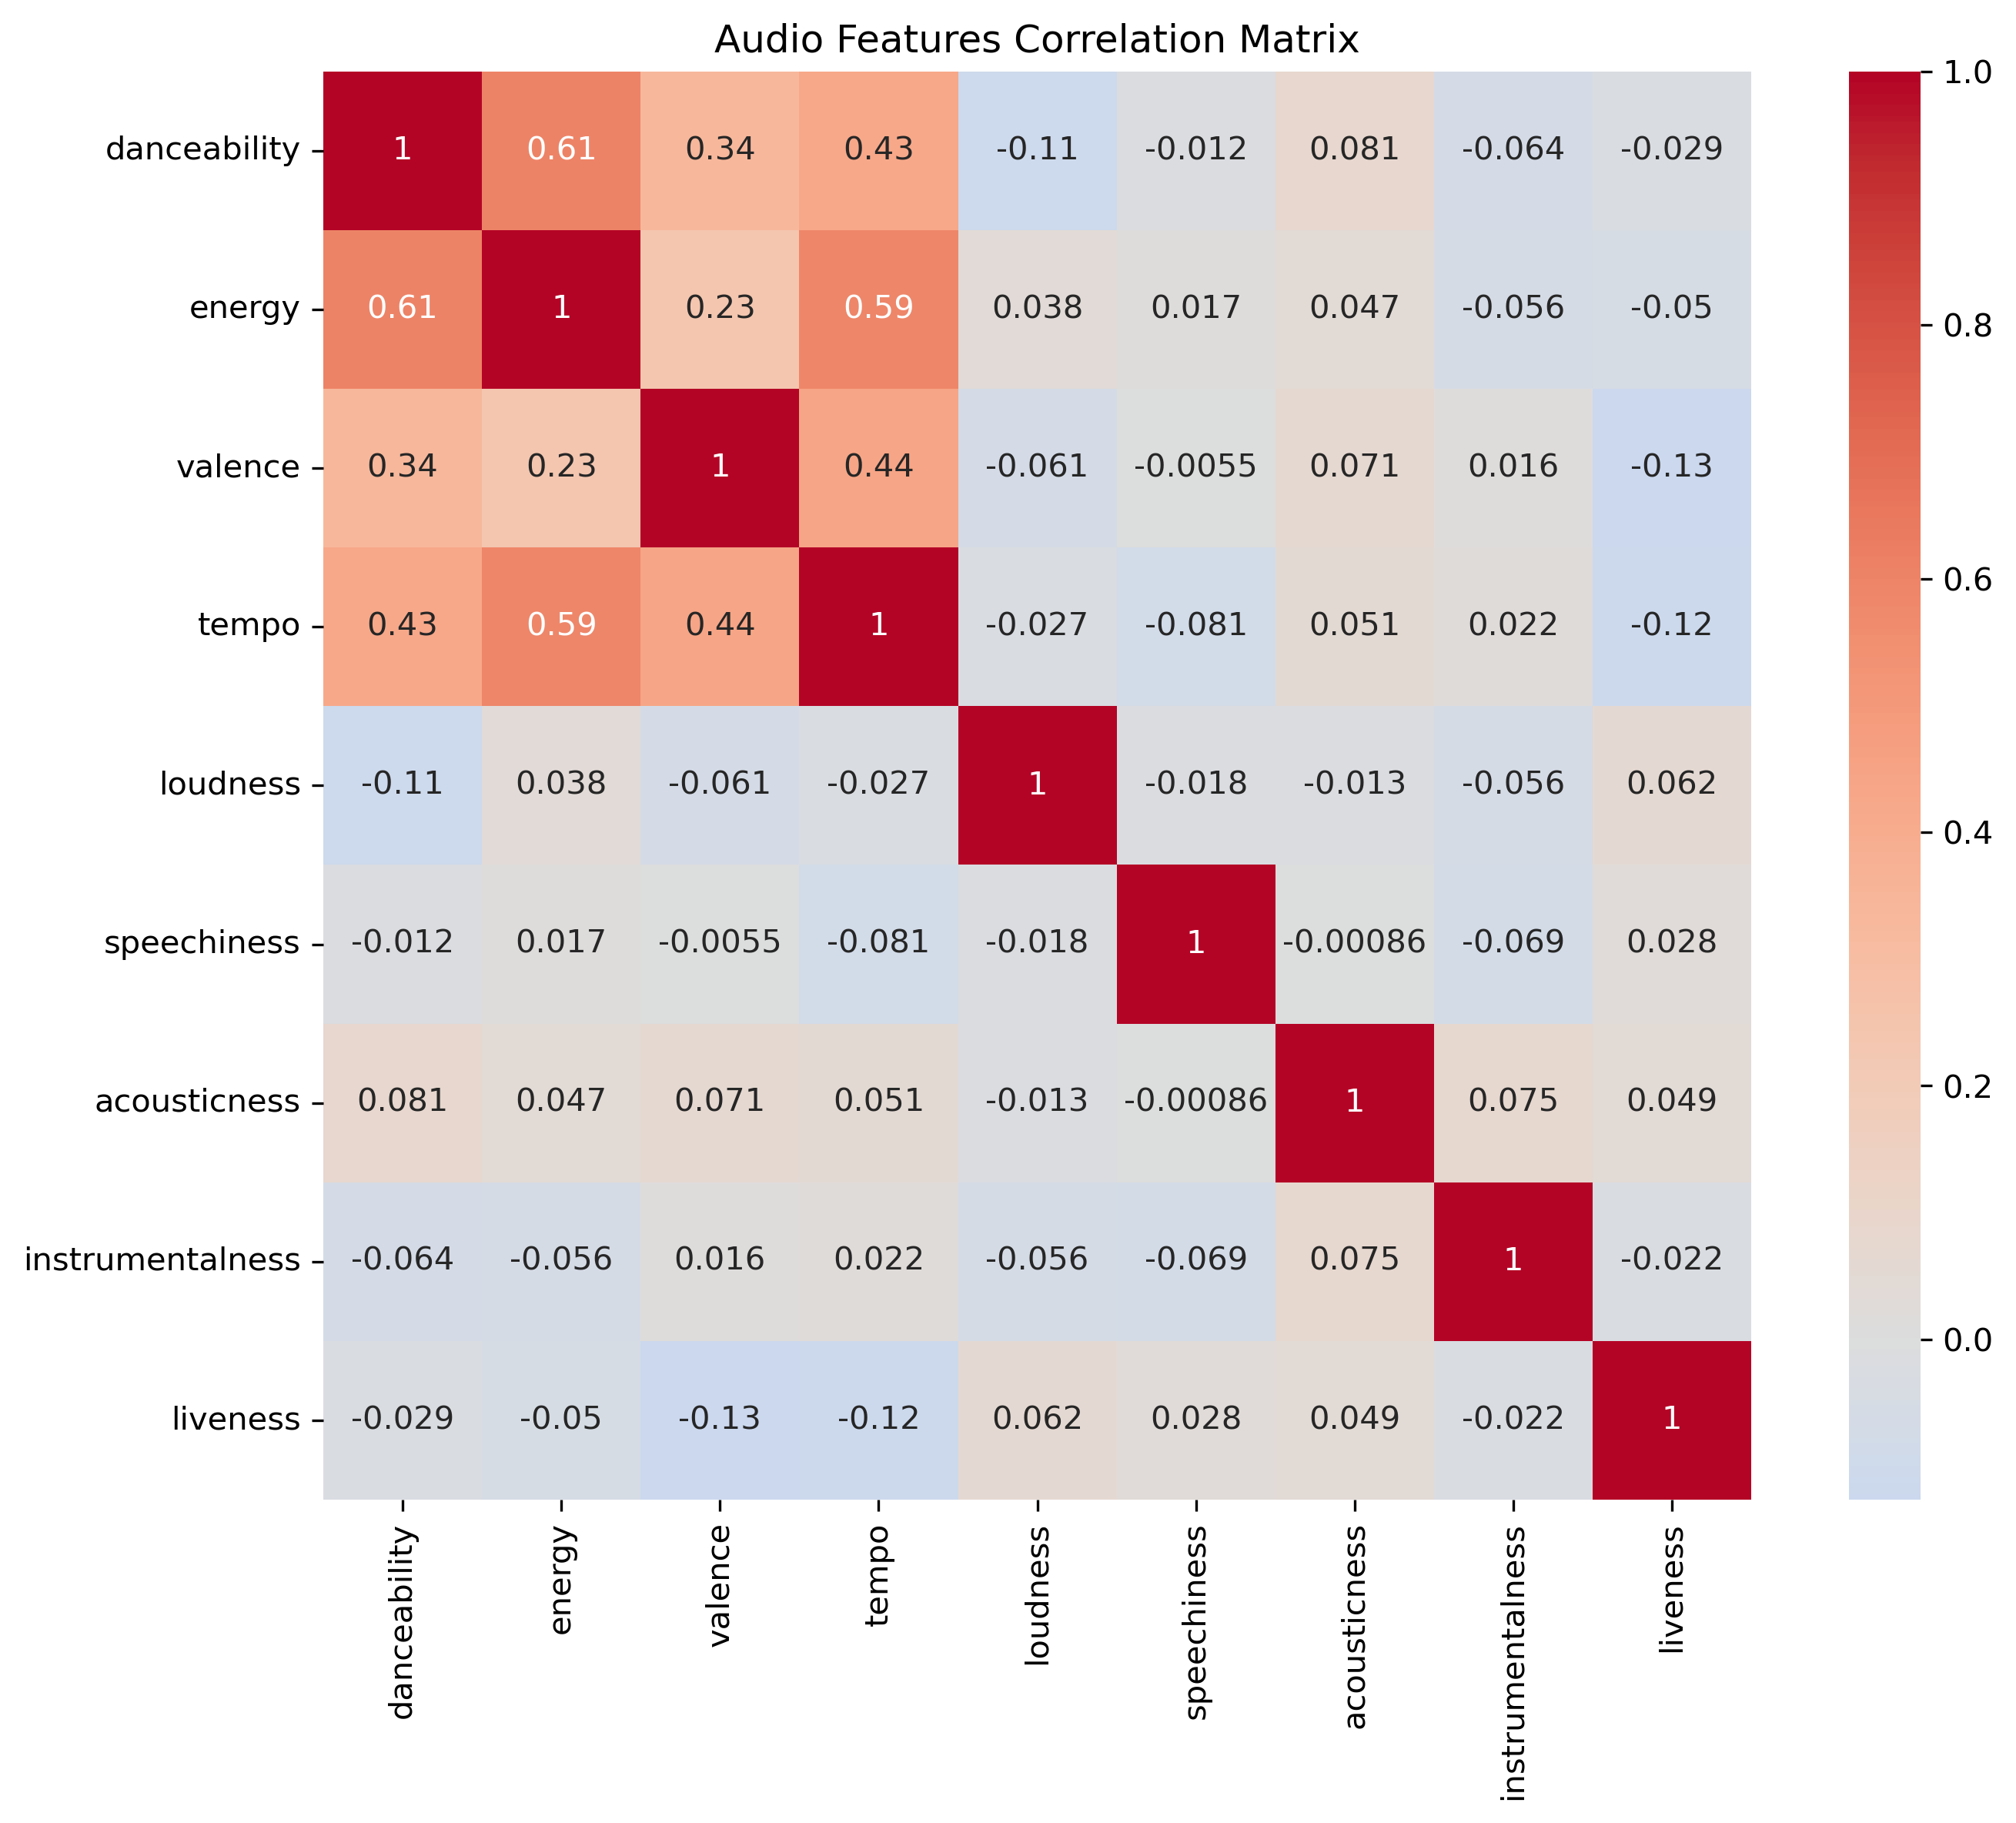 Audio Features Correlation Matrix
danceability 1 0.61 0.34 0.43 -0.11 -0.012 0.081 -0.064 -0.029
energy 0.61 1 0.23 0.59 0.038 0.017 0.047 -0.056 -0.05
valence 0.34 0.23 1 0.44 -0.061 -0.0055 0.071 0.016 -0.13
tempo 0.43 0.59 0.44 1 -0.027 -0.081 0.051 0.022 -0.12
loudness -0.11 0.038 -0.061 -0.027 1 -0.018 -0.013 -0.056 0.062
speechiness -0.012 0.017 -0.0055 -0.081 -0.018 1 -0.00086 -0.069 0.028
acousticness 0.081 0.047 0.071 0.051 -0.013 -0.00086 1 0.075 0.049
instrumentalness -0.064 -0.056 0.016 0.022 -0.056 -0.069 0.075 1 -0.022
liveness -0.029 -0.05 -0.13 -0.12 0.062 0.028 0.049 -0.022 1
danceability
energy
valence
tempo
loudness
speechiness
acousticness
instrumentalness
liveness
1.0
0.8
0.6
0.4
0.2
0.0